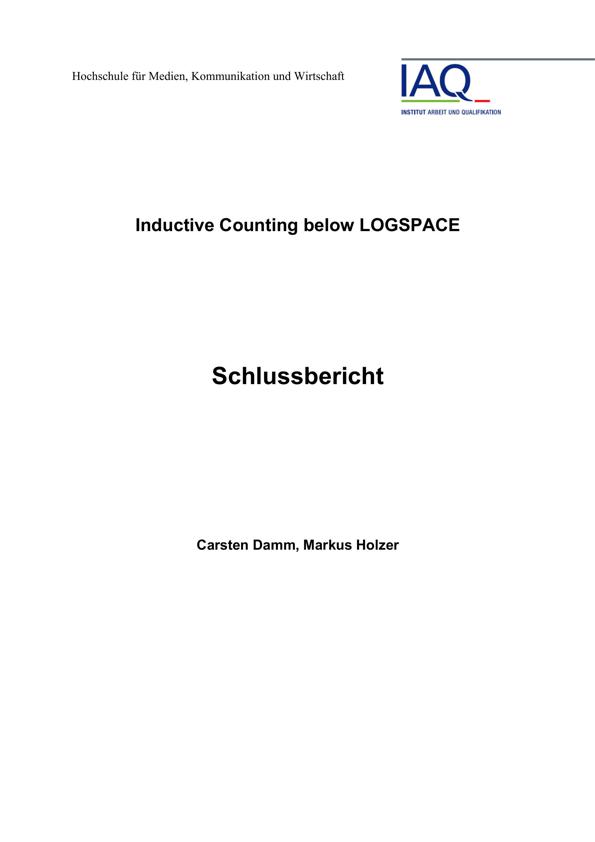 Hochschule für Medien, Kommunikation und Wirtschaft
IAQ
INSTITUT ARBEIT UND QUALIFIKATION
Inductive Counting below LOGSPACE
Schlussbericht
Carsten Damm, Markus Holzer